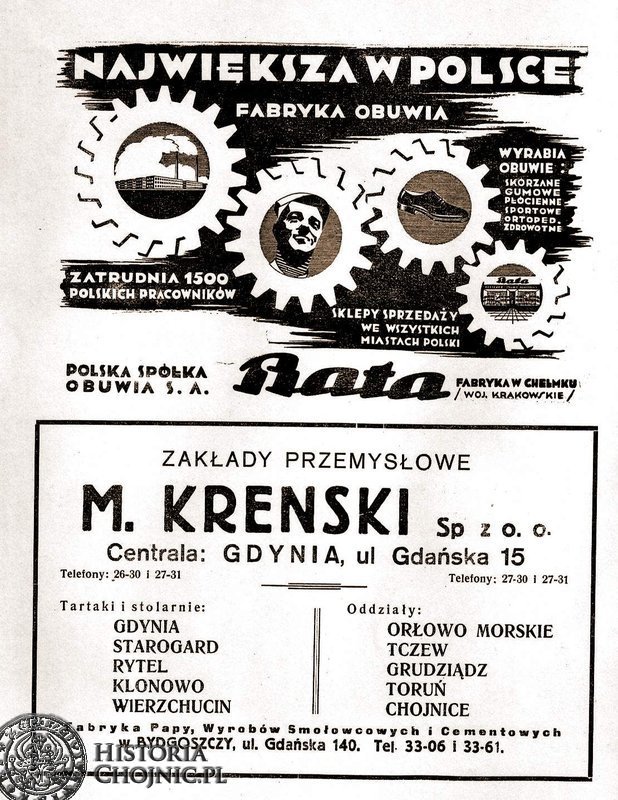 NAJWIĘKSZA W POLSCE
FABRYKA OBUWIA
WYRABIA
OBUWIE:
SKÓRZANE
GUMOWE
PŁÓCIENNE
SPORTOWE
ORTOPED.
ZDROWOTNE
ZATRUDNIA 1500
POLSKICH PRACOWNIKÓW
Bata
SKLEPY SPRZEDAŻY
WE WSZYSTKICH
MIASTACH POLSKI
POLSKA SPÓŁKA
OBUWIA S. A.
Bata
FABRYKA W CHEŁMKU
/WOJ. KRAKOWSKIE/
ZAKŁADY PRZEMYSŁOWE
M. KRENSKI Sp z o. o.
Centrala: GDYNIA, ul Gdańska 15
Telefony: 26-30 i 27-31
Telefony: 27-30 i 27-31
Tartaki i stolarnie:
GDYNIA
STAROGARD
RYTEL
KLONOWO
WIERZCHUCIN
Oddziały:
ORŁOWO MORSKIE
TCZEW
GRUDZIĄDZ
TORUŃ
CHOJNICE
Fabryka Papy, Wyrobów Smołowcowych i Cementowych
w BYDGOSZCZY, ul. Gdańska 140. Tel. 33-06 i 33-61.
HISTORIA
CHOJNIC.PL